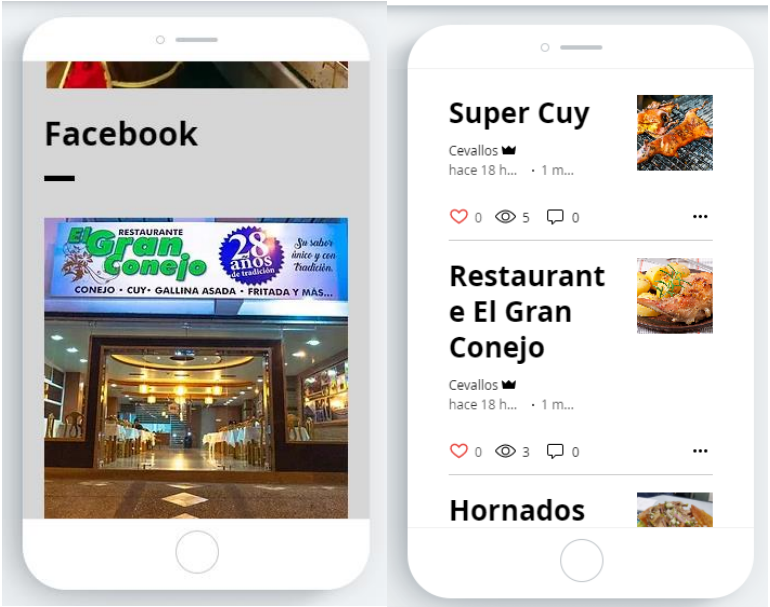 Facebook
RESTAURANTE
El Gran
Conejo
28
años
de tradición
Su sabor
único y con
Tradición.
CONEJO • CUY • GALLINA ASADA • FRITADA Y MÁS...
Super Cuy
Cevallos
hace 18 h... • 1 m...
0 5 0
Restaurant
e El Gran
Conejo
Cevallos
hace 18 h... • 1 m...
0 3 0
Hornados